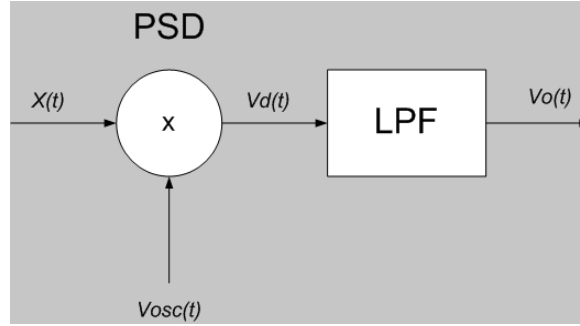 PSD
X(t)
x
Vd(t)
LPF
Vo(t)
Vosc(t)